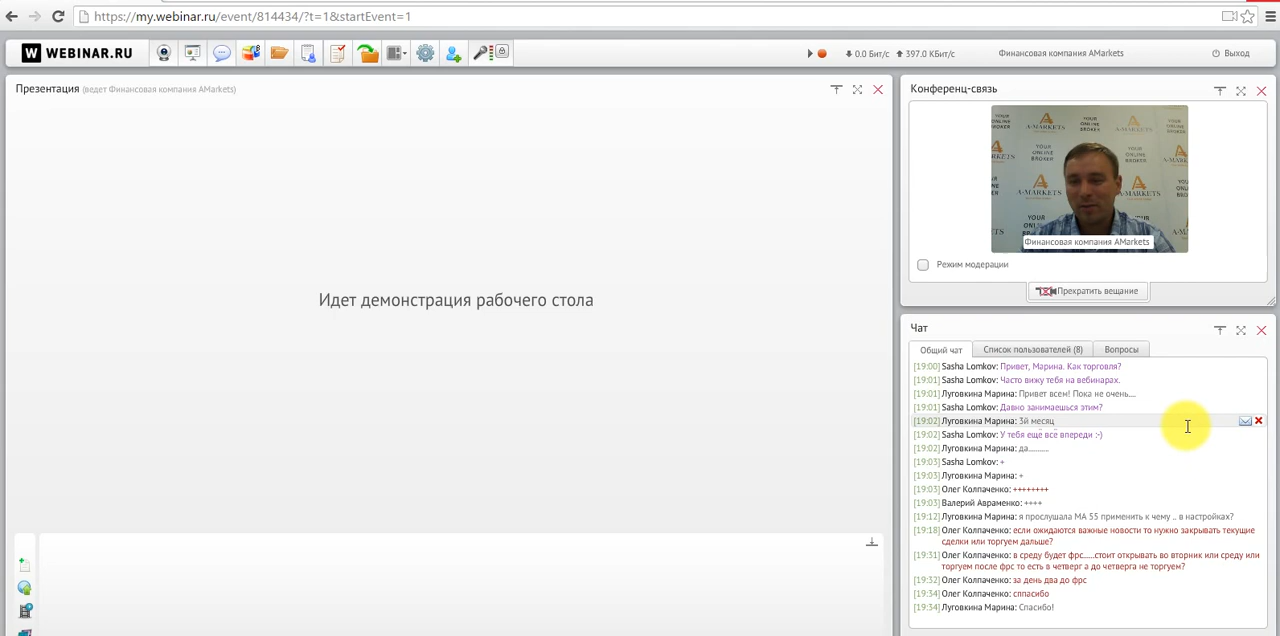 https://my.webinar.ru/event/814434/?t=1&startEvent=1
W WEBINAR.RU
0.0 Бит/с 397.0 КБит/с
Финансовая компания AMarkets
Выход
Презентация (ведет Финансовая компания AMarkets)
Идет демонстрация рабочего стола
Конференц-связь
YOUR ONLINE BROKER
A-MARKETS
Финансовая компания AMarkets
Режим модерации
Прекратить вещание
Чат
Общий чат Список пользователей (8) Вопросы
[19:00] Sasha Lomkov: Привет, Марина. Как торговля?
[19:01] Sasha Lomkov: Часто вижу тебя на вебинарах.
[19:01] Луговкина Марина: Привет всем! Пока не очень....
[19:01] Sasha Lomkov: Давно занимаешься этим?
[19:02] Луговкина Марина: 3й месяц
[19:02] Sasha Lomkov: У тебя ещё всё впереди :-)
[19:02] Луговкина Марина: да..........
[19:03] Sasha Lomkov: +
[19:03] Луговкина Марина: +
[19:03] Олег Колпаченко: ++++++++
[19:03] Валерий Авраменко: ++++
[19:12] Луговкина Марина: я прослушала МА 55 применить к чему .. в настройках?
[19:18] Олег Колпаченко: если ожидаются важные новости то нужно закрывать текущие
сделки или торгуем дальше?
[19:31] Олег Колпаченко: в среду будет фрс.....стоит открывать во вторник или среду или
торгуем после фрс то есть в четверг а до четверга не торгуем?
[19:32] Олег Колпаченко: за день два до фрс
[19:34] Олег Колпаченко: сппасибо
[19:34] Луговкина Марина: Спасибо!